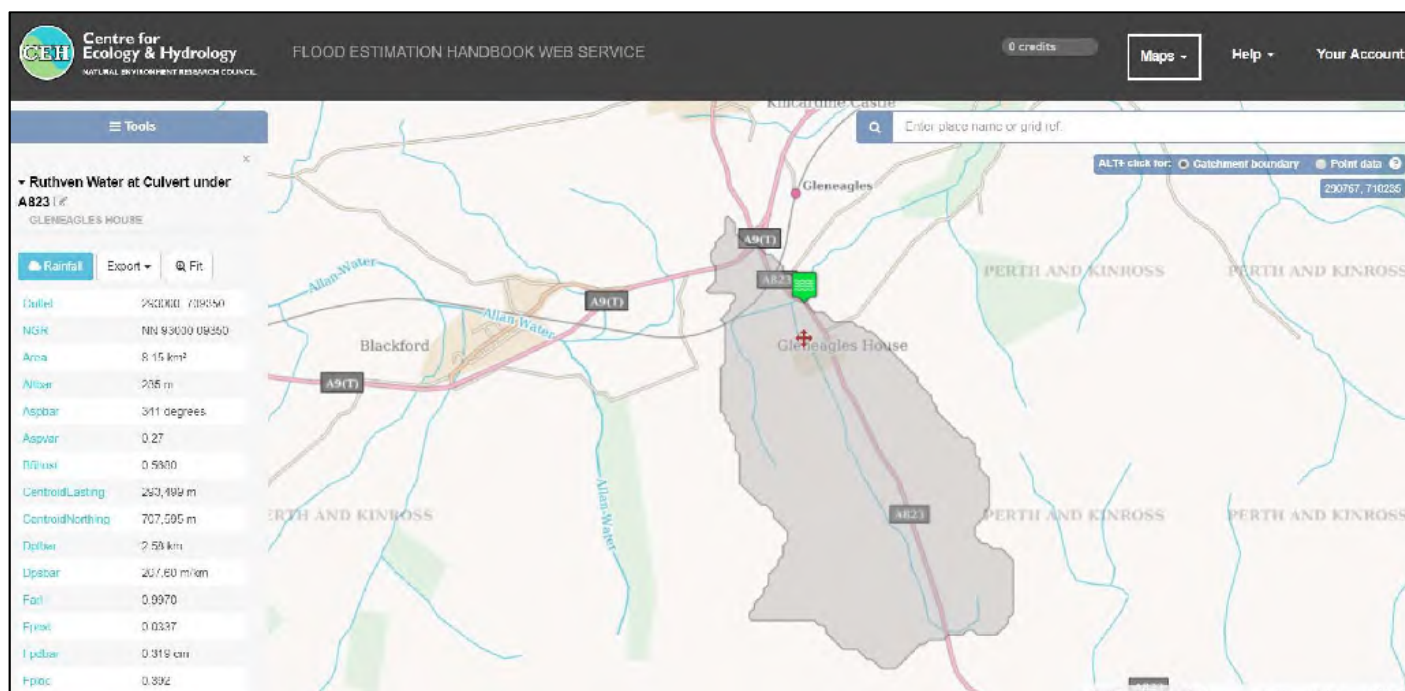 Centre for
Ecology & Hydrology
NATURAL ENVIRONMENT RESEARCH COUNCIL
CEH
FLOOD ESTIMATION HANDBOOK WEB SERVICE
0 credits
Maps
Help
Your Account
Tools
Enter place name or grid ref.
ALT+ click for: Catchment boundary Point data ?
290767, 710235
×
Ruthven Water at Culvert under
A823
GLENEAGLES HOUSE
Rainfall Export Fit
Outlet 293000, 709350
NGR NN 93000 09350
Area 8.15 km²
Altbar
Aspbar 341 degrees
Aspvar 0.27
Bfihost
CentroidEasting 293,499 m
CentroidNorthing 707,595 m
Dplbar 2.58 km
Dpsbar 207.60 m/km
Farl 0.9970
Fpext 0.0337
Fpdbar 0.319 cm
Fploc 0.392
Kincardine Castle
Gleneagles
A9(T)
A823
PERTH AND KINROSS
PERTH AND KINROSS
Allan Water
A9(T)
Allan Water
Blackford
Gleneagles House
A9(T)
Allan Water
PERTH AND KINROSS
A823
PERTH AND KINROSS
PERTH AND KINROSS